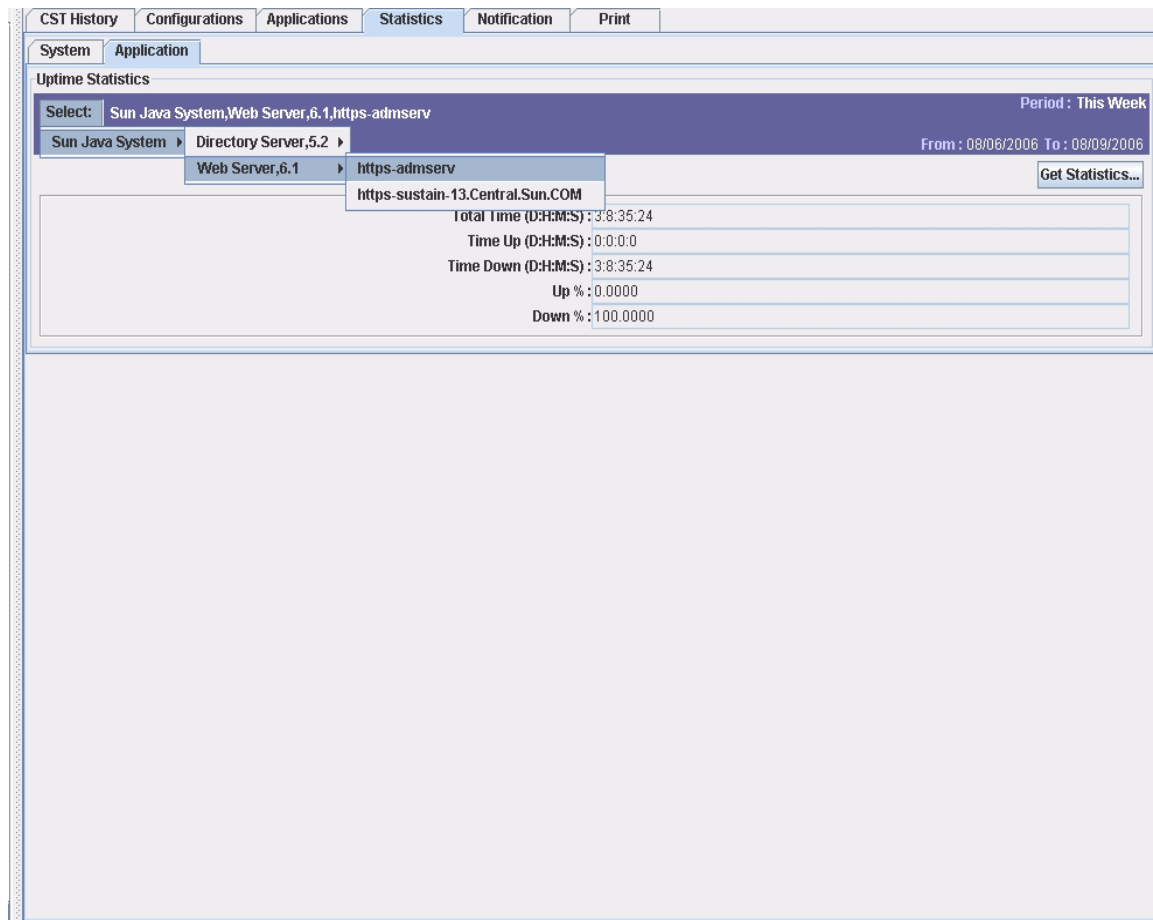 CST History Configurations Applications Statistics Notification Print
System Application
Uptime Statistics
Select: Sun Java System,Web Server,6.1,https-admserv
Period : This Week
Sun Java System Directory Server,5.2
From : 08/06/2006 To : 08/09/2006
Web Server,6.1 https-admserv
Get Statistics...
https-sustain-13.Central.Sun.COM
Total Time (D:H:M:S) : 3:8:35:24
Time Up (D:H:M:S) : 0:0:0:0
Time Down (D:H:M:S) : 3:8:35:24
Up % : 0.0000
Down % : 100.0000